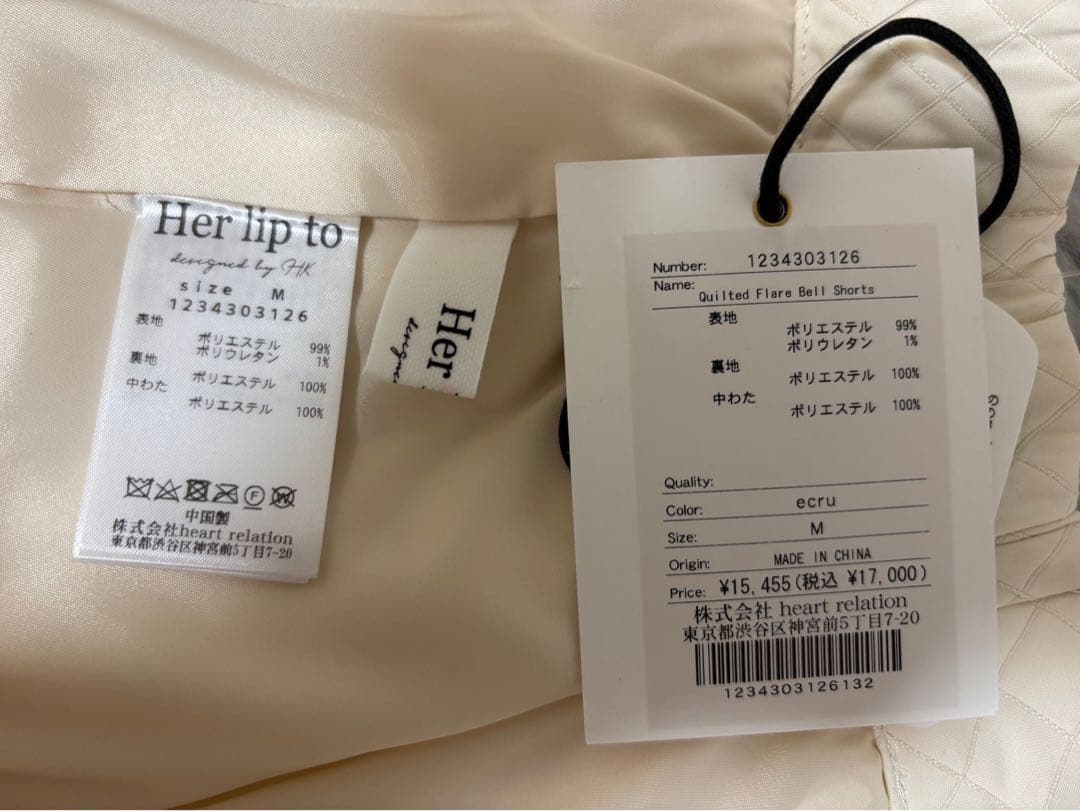 Her lip to
designed by HK
size M
1234303126
表地
ポリエステル 99%
ポリウレタン 1%
裏地
ポリエステル 100%
中わた
ポリエステル 100%
中国製
株式会社heart relation
東京都渋谷区神宮前5丁目7-20
Her
Number: 1234303126
Name: Quilted Flare Bell Shorts
表地
ポリエステル 99%
ポリウレタン 1%
裏地
ポリエステル 100%
中わた
ポリエステル 100%
Quality:
Color: ecru
Size: M
Origin: MADE IN CHINA
Price: ¥15,455(税込 ¥17,000)
株式会社 heart relation
東京都渋谷区神宮前5丁目7-20
1234303126132